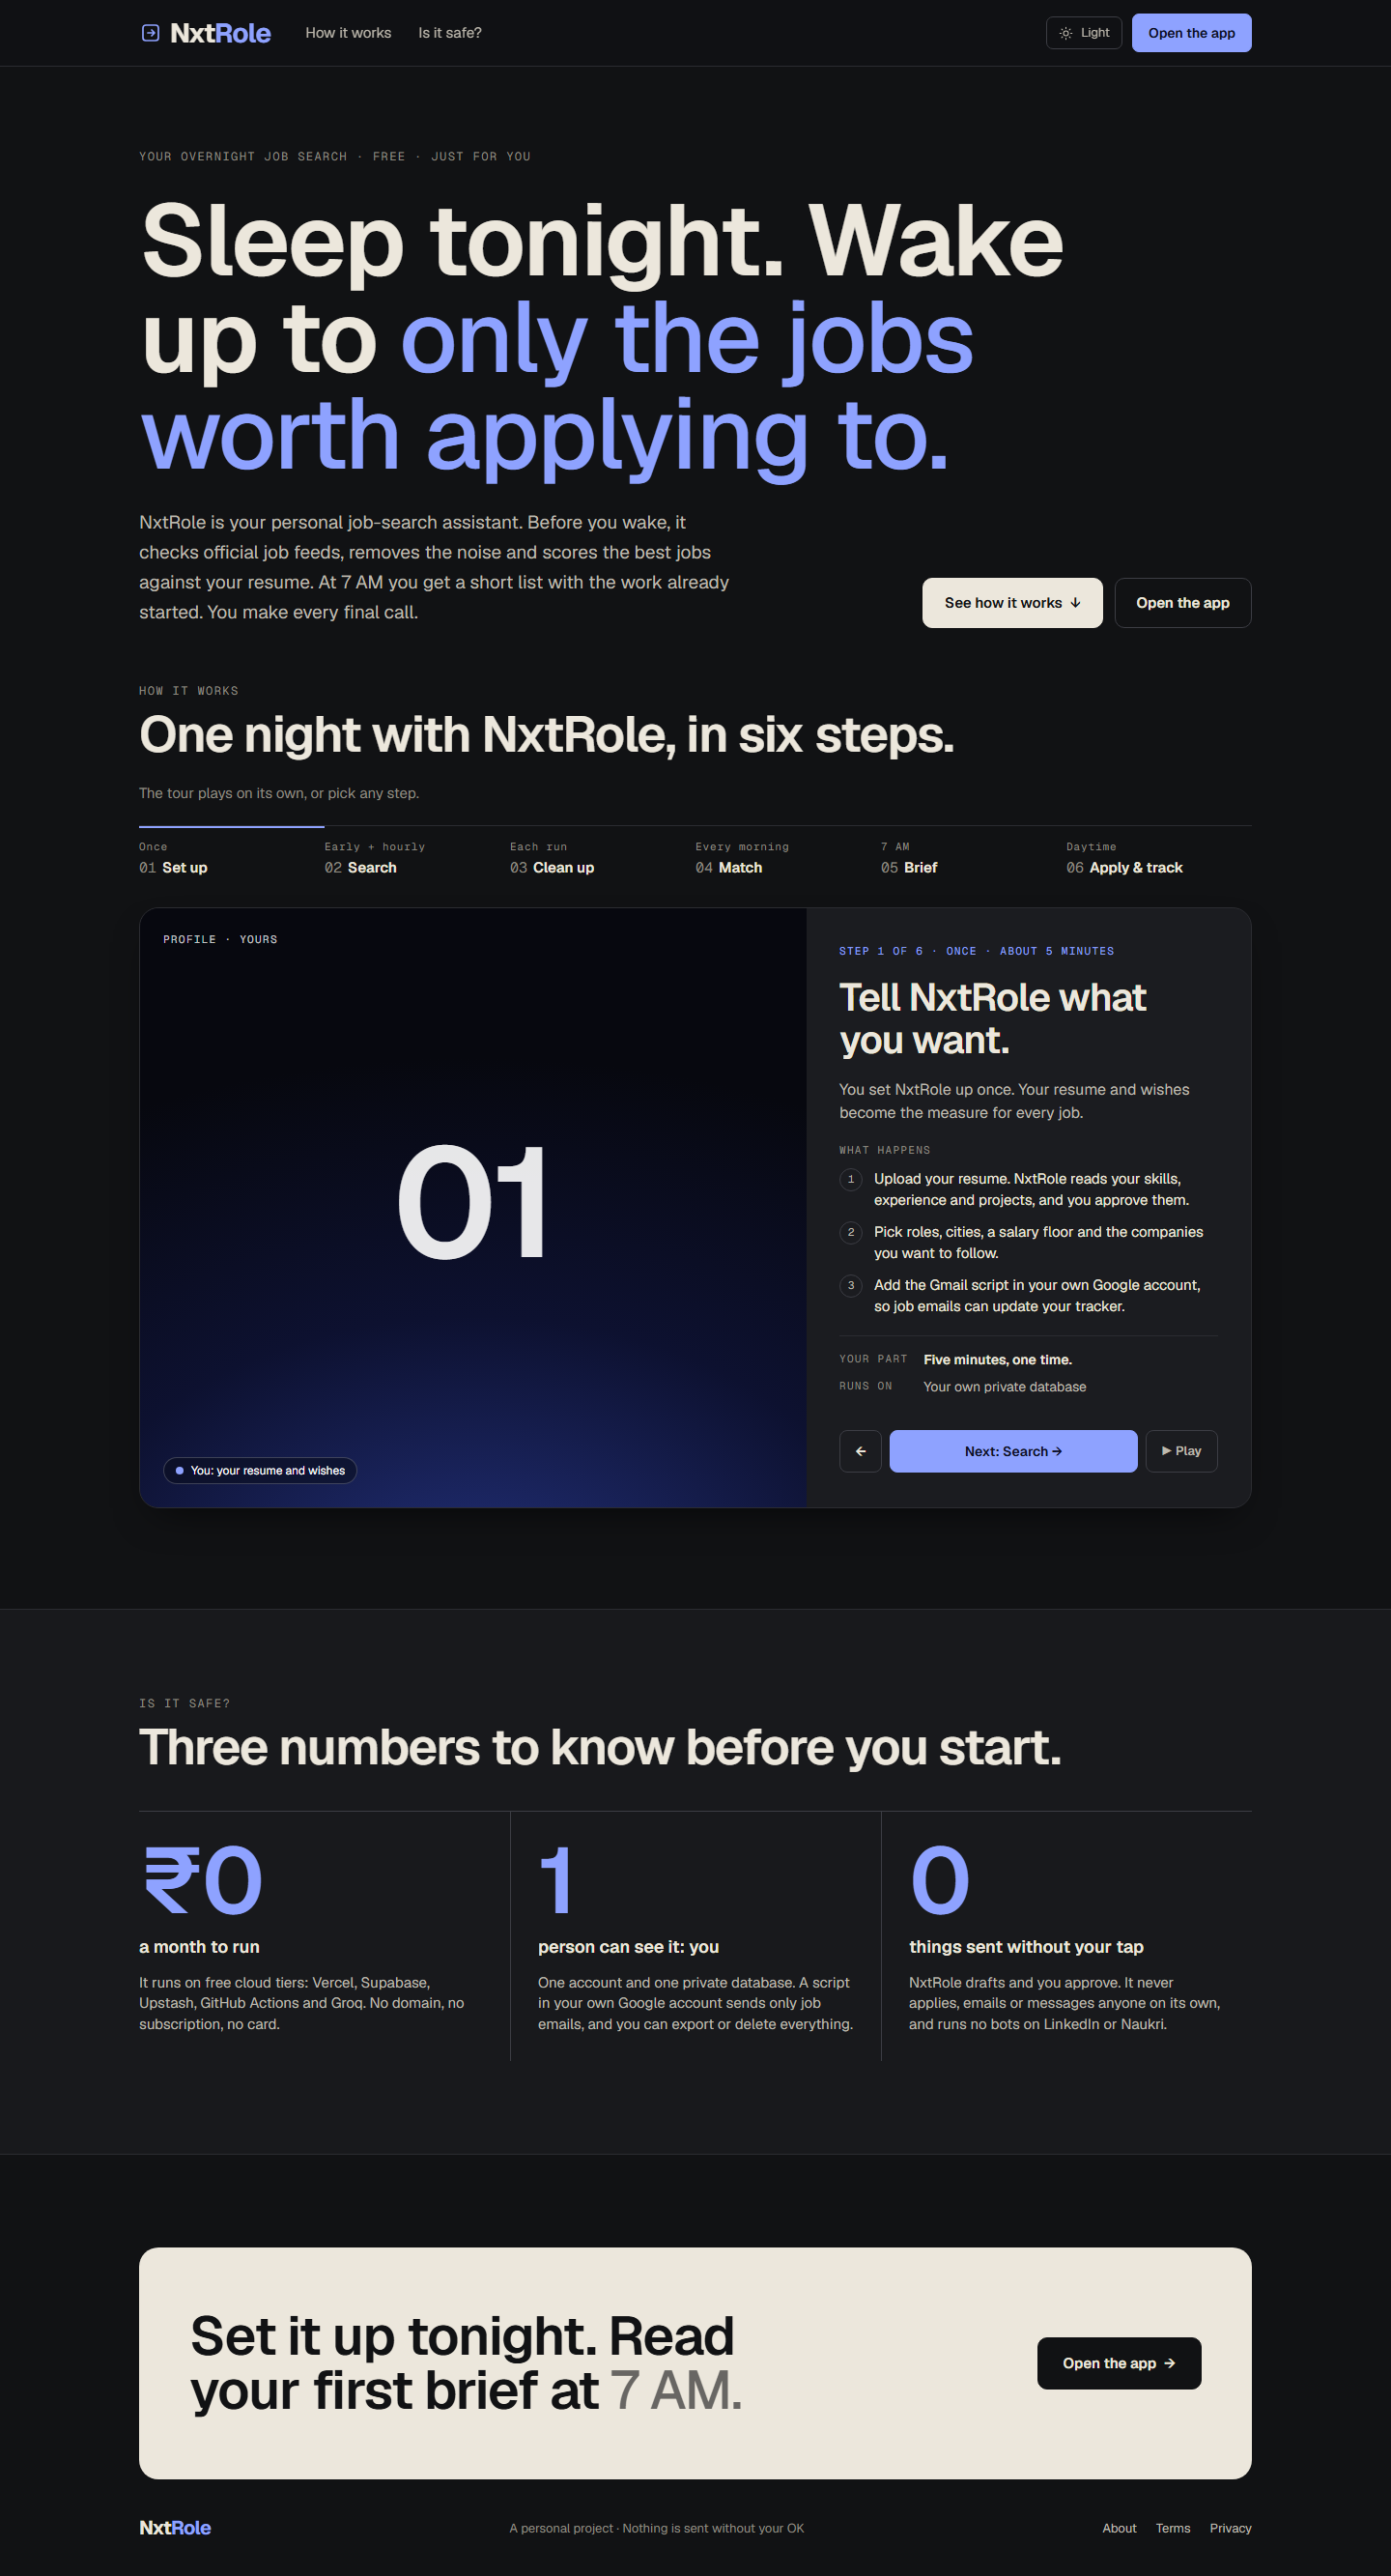 NxtRole
How it works
Is it safe?
Light
Open the app
YOUR OVERNIGHT JOB SEARCH · FREE · JUST FOR YOU
Sleep tonight. Wake
up to only the jobs
worth applying to.
NxtRole is your personal job-search assistant. Before you wake, it
checks official job feeds, removes the noise and scores the best jobs
against your resume. At 7 AM you get a short list with the work already
started. You make every final call.
See how it works ↓
Open the app
HOW IT WORKS
One night with NxtRole, in six steps.
The tour plays on its own, or pick any step.
Once
01 Set up
Early + hourly
02 Search
Each run
03 Clean up
Every morning
04 Match
7 AM
05 Brief
Daytime
06 Apply & track
PROFILE · YOURS
01
You: your resume and wishes
STEP 1 OF 6 · ONCE · ABOUT 5 MINUTES
Tell NxtRole what
you want.
You set NxtRole up once. Your resume and wishes
become the measure for every job.
WHAT HAPPENS
1 Upload your resume. NxtRole reads your skills,
experience and projects, and you approve them.
2 Pick roles, cities, a salary floor and the companies
you want to follow.
3 Add the Gmail script in your own Google account,
so job emails can update your tracker.
YOUR PART Five minutes, one time.
RUNS ON Your own private database
←
Next: Search →
▶ Play
IS IT SAFE?
Three numbers to know before you start.
₹0
a month to run
It runs on free cloud tiers: Vercel, Supabase,
Upstash, GitHub Actions and Groq. No domain, no
subscription, no card.
1
person can see it: you
One account and one private database. A script
in your own Google account sends only job
emails, and you can export or delete everything.
0
things sent without your tap
NxtRole drafts and you approve. It never
applies, emails or messages anyone on its own,
and runs no bots on LinkedIn or Naukri.
Set it up tonight. Read
your first brief at 7 AM.
Open the app →
NxtRole
A personal project · Nothing is sent without your OK
About
Terms
Privacy